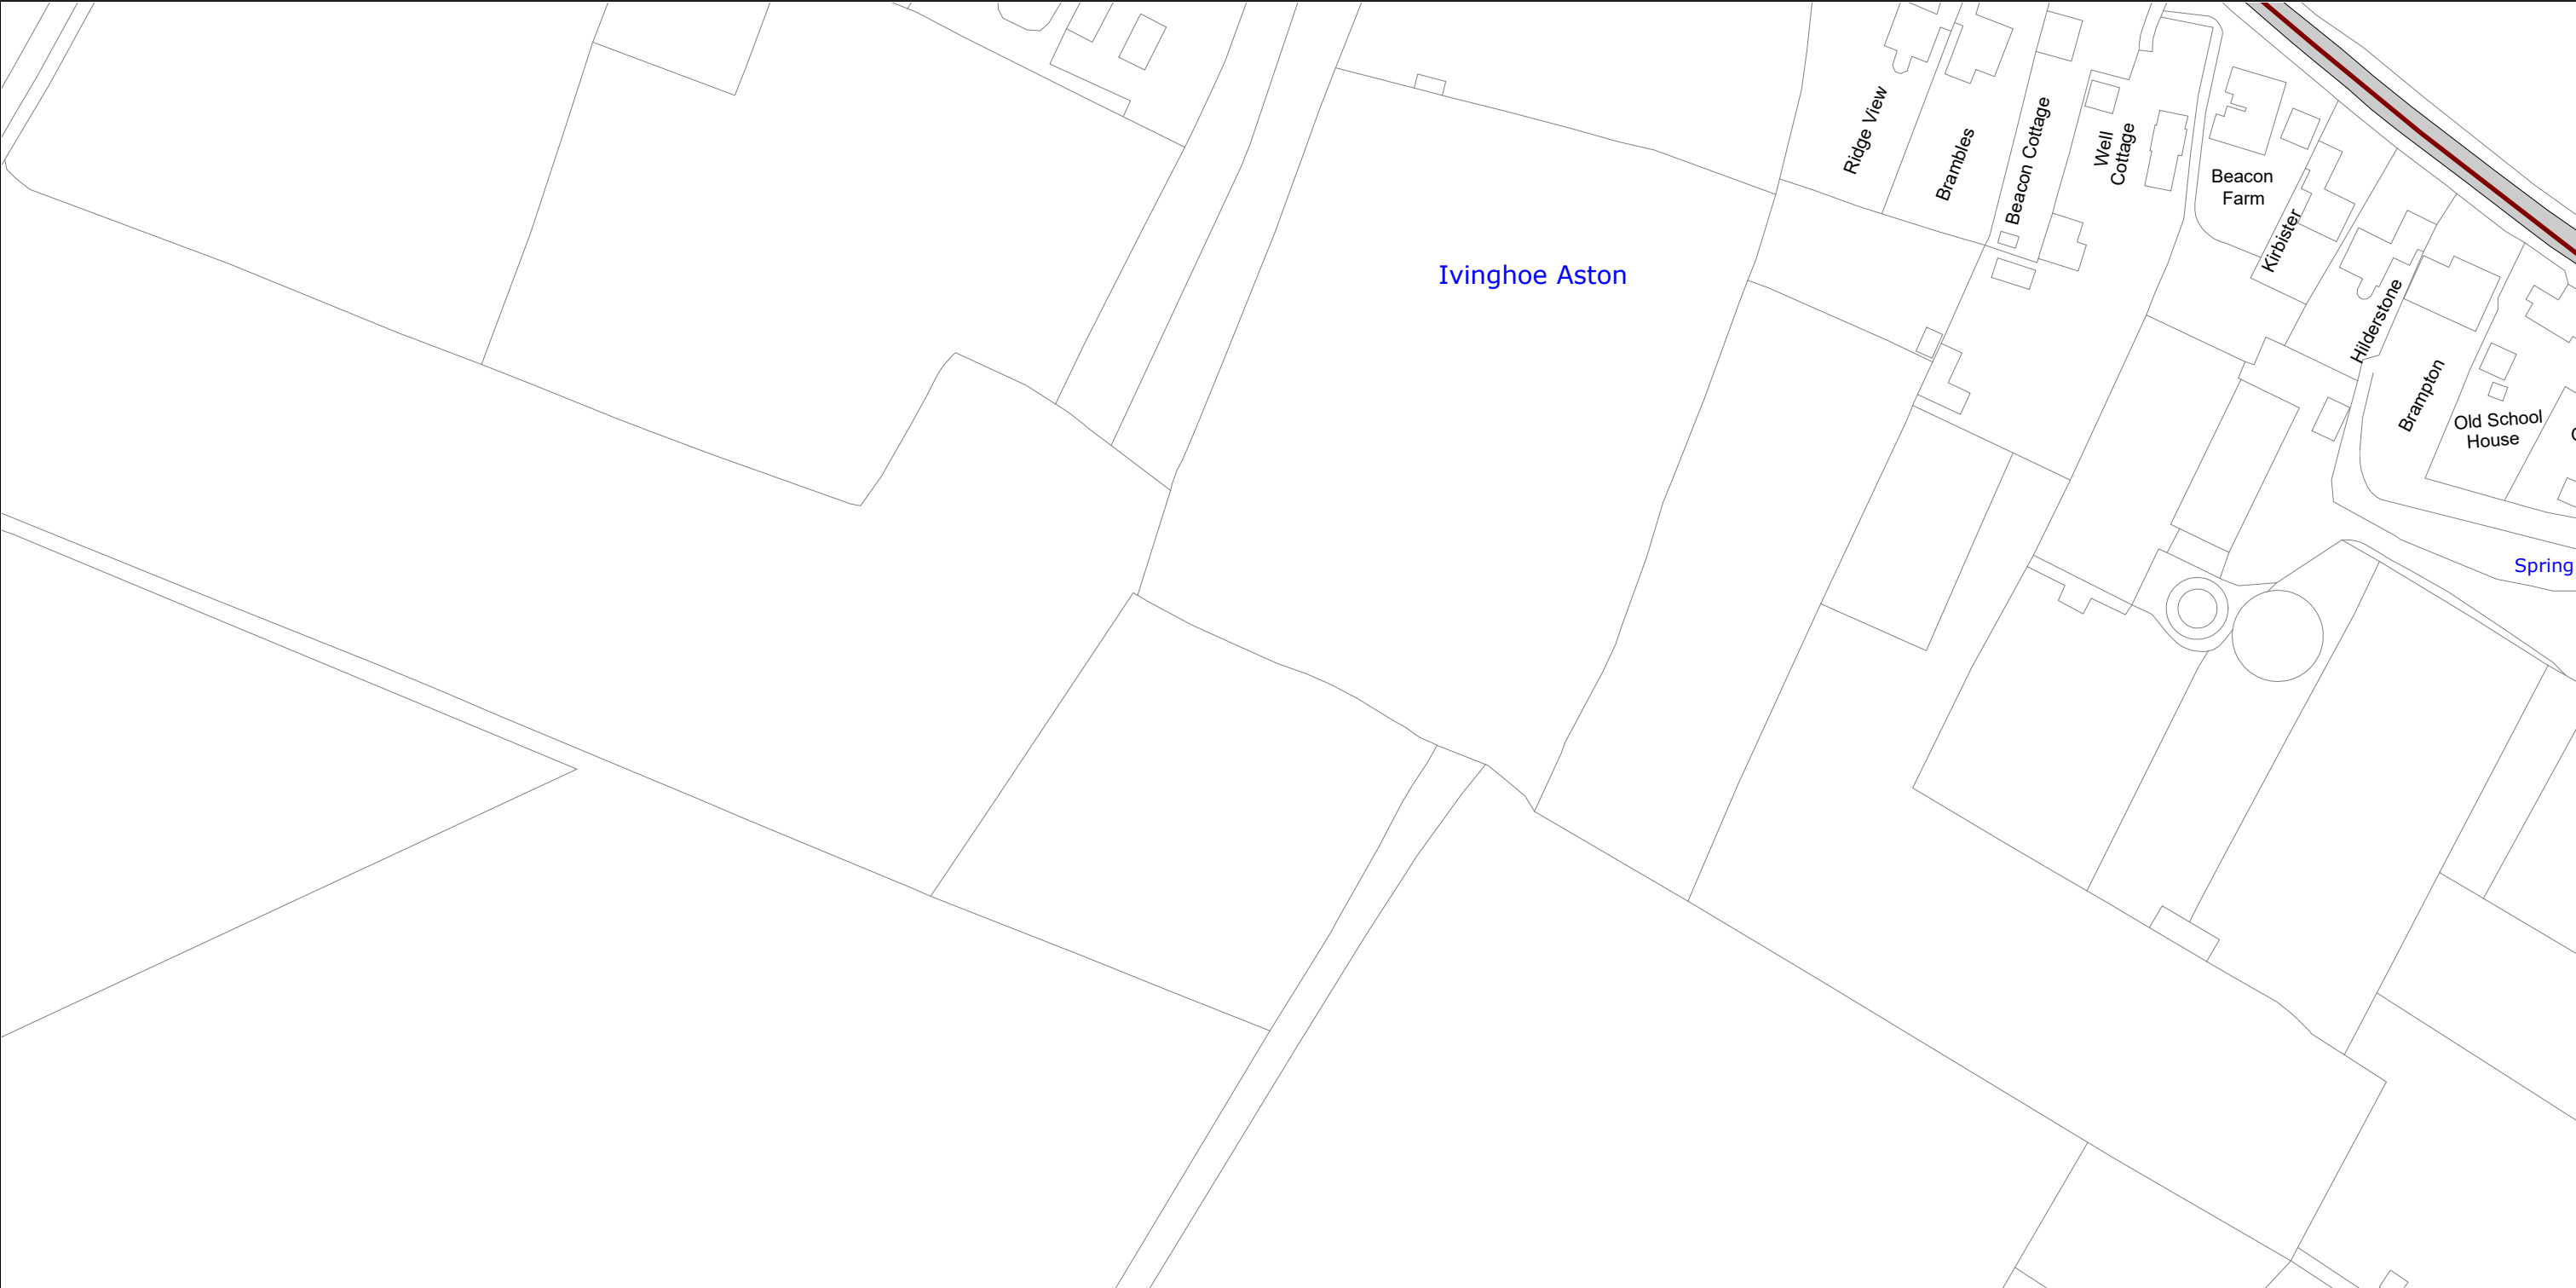 Ridge View
Brambles
Beacon Cottage
Well
Cottage
Beacon
Farm
Kirbister
Ivinghoe Aston
Hilderstone
Brampton
Old School
House
Spring